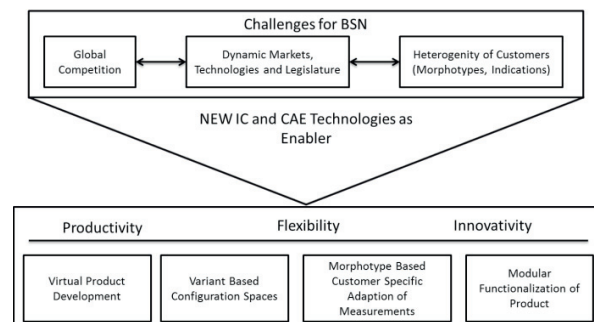 Challenges for BSN
Global
Competition
Dynamic Markets,
Technologies and Legislature
Heterogenity of Customers
(Morphotypes, Indications)
NEW IC and CAE Technologies as
Enabler
Productivity
Flexibility
Innovativity
Virtual Product
Development
Variant Based
Configuration Spaces
Morphotype Based
Customer Specific
Adaption of
Measurements
Modular
Functionalization of
Product